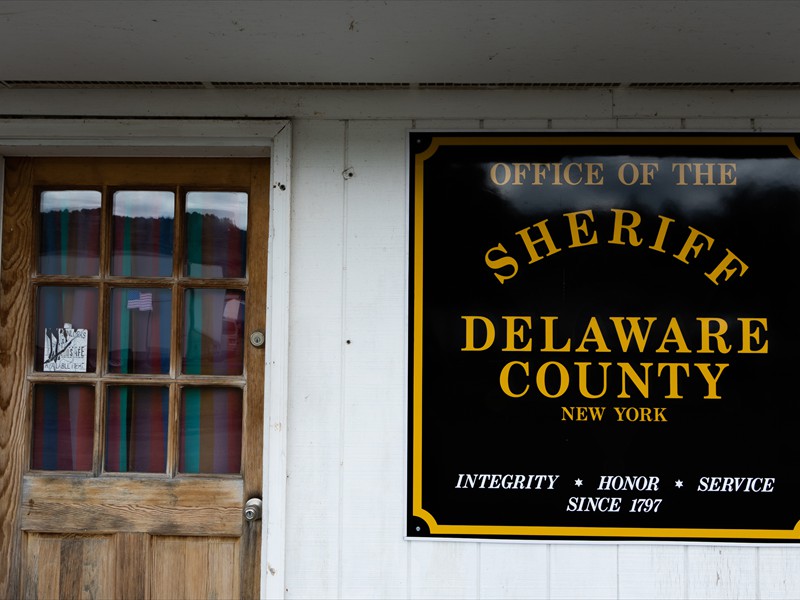 OFFICE OF THE
SHERIFF
DELAWARE
COUNTY
NEW YORK
INTEGRITY * HONOR * SERVICE
SINCE 1797